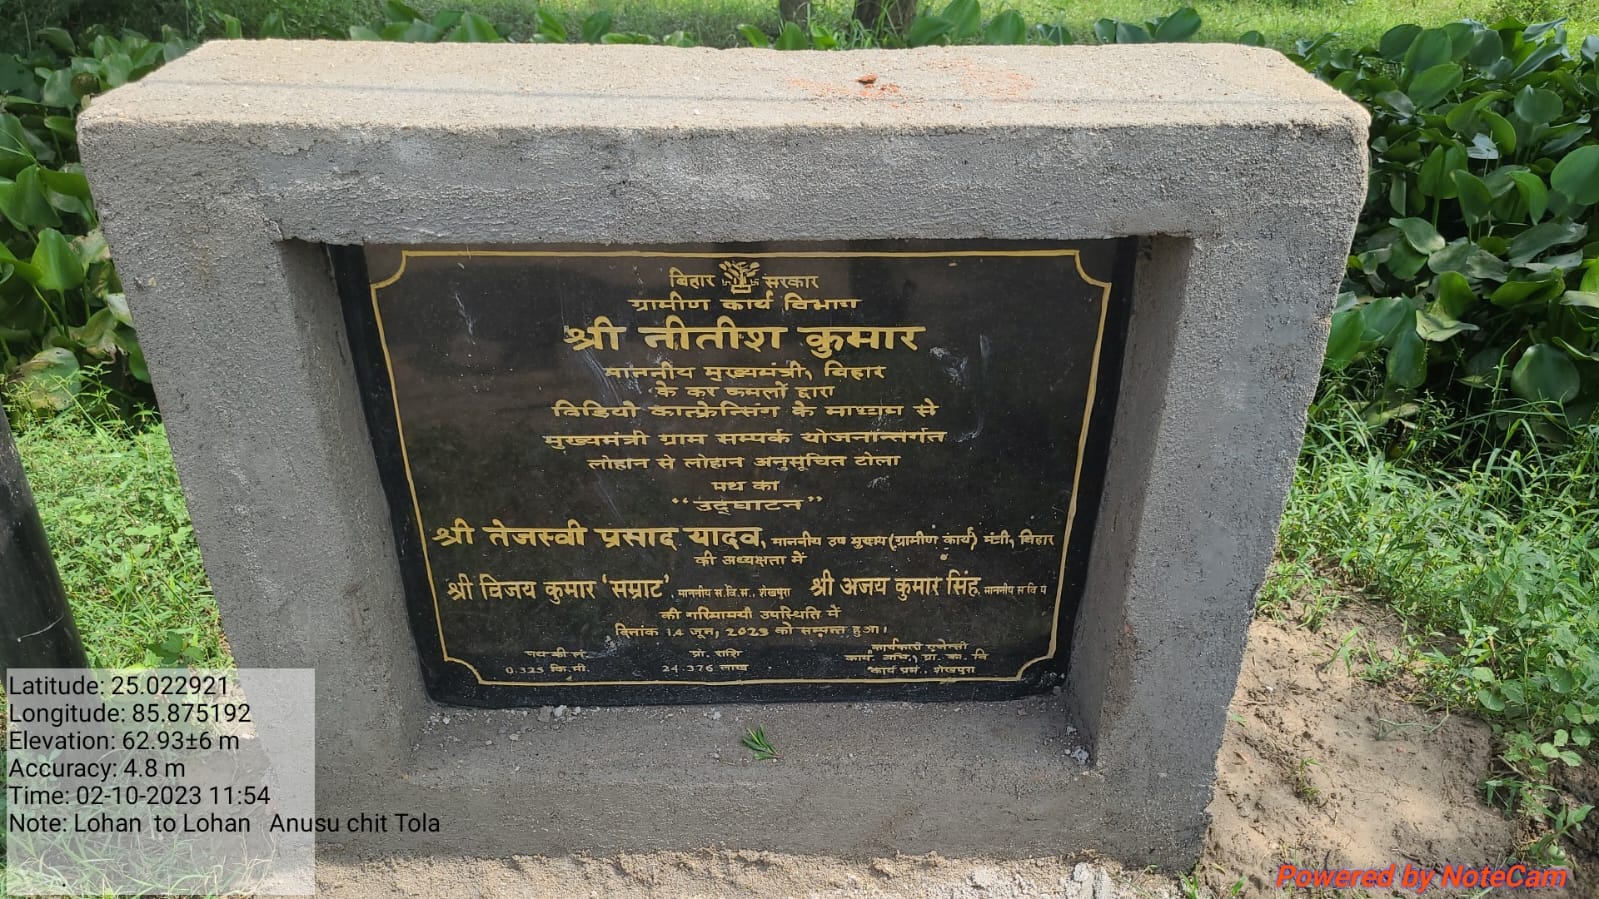 बिहार सरकार
ग्रामीण कार्य विभाग
श्री नीतीश कुमार
माननीय मुख्यमंत्री, बिहार
के कर कमलों द्वारा
विडियो कान्फ्रेन्सिंग के माध्यम से
मुख्यमंत्री ग्राम सम्पर्क योजनान्तर्गत
लोहान से लोहान अनुसूचित टोला
पथ का
“उद्घाटन”
श्री तेजस्वी प्रसाद यादव, माननीय उप मुख्य (ग्रामीण कार्य) मंत्री, बिहार
की अध्यक्षता में
श्री विजय कुमार ‘सम्राट’, माननीय स.वि.स., शेखपुरा श्री अजय कुमार सिंह, माननीय स वि प
की गरिमामयी उपस्थिति में
दिनांक 14 जून, 2023 को सम्पन्न हुआ।
पथ की लं. प्रा. राशि कार्यकारी एजेन्सी
0.325 कि.मी. 24.376 लाख कार्य. अभि., ग्रा. का. वि
कार्य प्रम., शेखपुरा
Latitude: 25.022921
Longitude: 85.875192
Elevation: 62.93±6 m
Accuracy: 4.8 m
Time: 02-10-2023 11:54
Note: Lohan to Lohan Anusu chit Tola
Powered by NoteCam